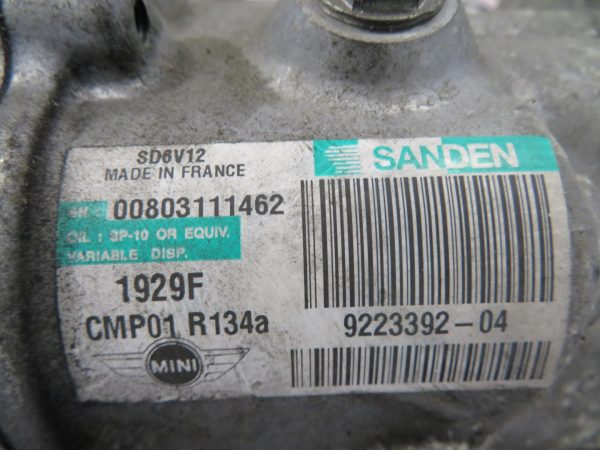 SD6V12
MADE IN FRANCE
SANDEN
SN : 00803111462
OIL : SP-10 OR EQUIV.
VARIABLE DISP.
1929F
CMP01 R134a
9223392-04
MINI